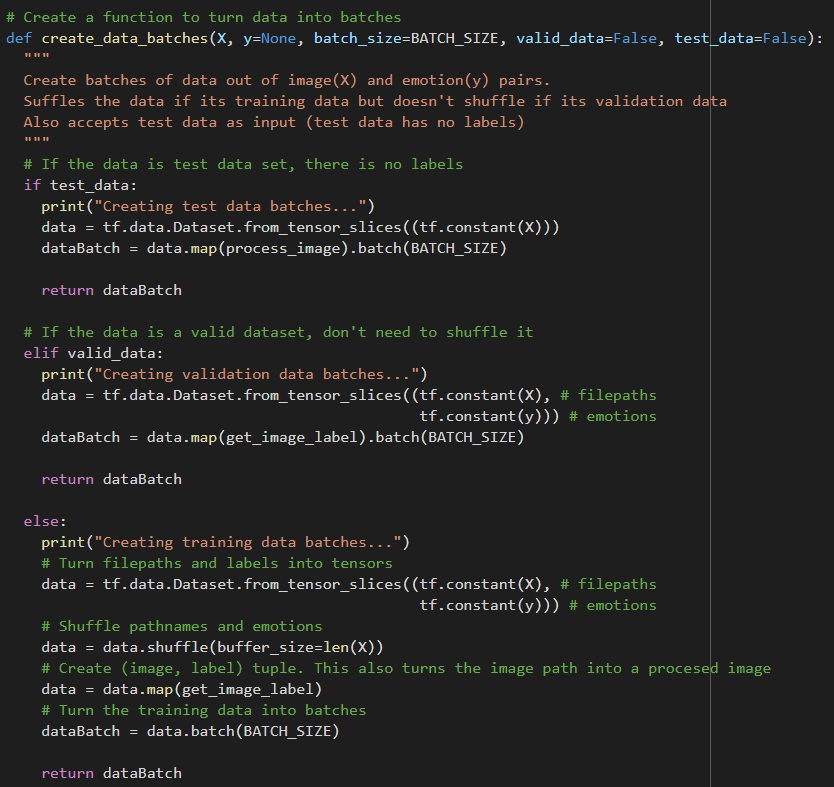 # Create a function to turn data into batches
def create_data_batches(X, y=None, batch_size=BATCH_SIZE, valid_data=False, test_data=False):
  """
  Create batches of data out of image(X) and emotion(y) pairs.
  Suffles the data if its training data but doesn't shuffle if its validation data
  Also accepts test data as input (test data has no labels)
  """
  # If the data is test data set, there is no labels
  if test_data:
    print("Creating test data batches...")
    data = tf.data.Dataset.from_tensor_slices((tf.constant(X)))
    dataBatch = data.map(process_image).batch(BATCH_SIZE)

    return dataBatch

  # If the data is a valid dataset, don't need to shuffle it
  elif valid_data:
    print("Creating validation data batches...")
    data = tf.data.Dataset.from_tensor_slices((tf.constant(X), # filepaths
                                               tf.constant(y))) # emotions
    dataBatch = data.map(get_image_label).batch(BATCH_SIZE)

    return dataBatch

  else:
    print("Creating training data batches...")
    # Turn filepaths and labels into tensors
    data = tf.data.Dataset.from_tensor_slices((tf.constant(X), # filepaths
                                               tf.constant(y))) # emotions
    # Shuffle pathnames and emotions
    data = data.shuffle(buffer_size=len(X))
    # Create (image, label) tuple. This also turns the image path into a procesed image
    data = data.map(get_image_label)
    # Turn the training data into batches
    dataBatch = data.batch(BATCH_SIZE)

    return dataBatch